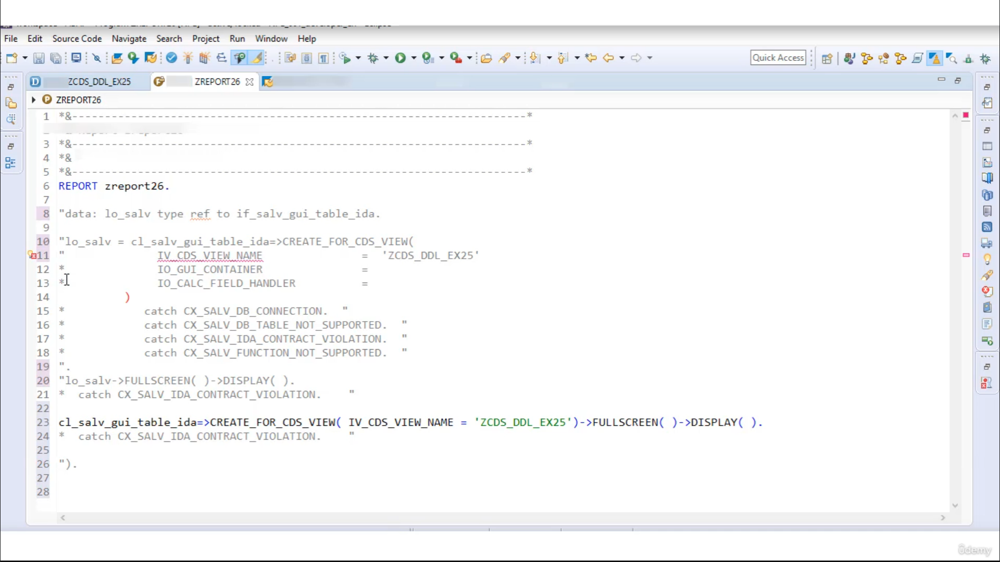 File Edit Source Code Navigate Search Project Run Window Help
Quick Access
ZCDS_DDL_EX25 ZREPORT26
ZREPORT26
1 *&---------------------------------------------------------------------*
3 *&---------------------------------------------------------------------*
4 *&
5 *&---------------------------------------------------------------------*
6 REPORT zreport26.
7
8 "data: lo_salv type ref to if_salv_gui_table_ida.
9
10 "lo_salv = cl_salv_gui_table_ida=>CREATE_FOR_CDS_VIEW(
11 " IV_CDS_VIEW_NAME = 'ZCDS_DDL_EX25'
12 * IO_GUI_CONTAINER =
13 * IO_CALC_FIELD_HANDLER =
14 )
15 * catch CX_SALV_DB_CONNECTION. "
16 * catch CX_SALV_DB_TABLE_NOT_SUPPORTED. "
17 * catch CX_SALV_IDA_CONTRACT_VIOLATION. "
18 * catch CX_SALV_FUNCTION_NOT_SUPPORTED. "
19 ".
20 "lo_salv->FULLSCREEN( )->DISPLAY( ).
21 * catch CX_SALV_IDA_CONTRACT_VIOLATION. "
22
23 cl_salv_gui_table_ida=>CREATE_FOR_CDS_VIEW( IV_CDS_VIEW_NAME = 'ZCDS_DDL_EX25')->FULLSCREEN( )->DISPLAY( ).
24 * catch CX_SALV_IDA_CONTRACT_VIOLATION. "
25
26 ").
27
28
ûdemy